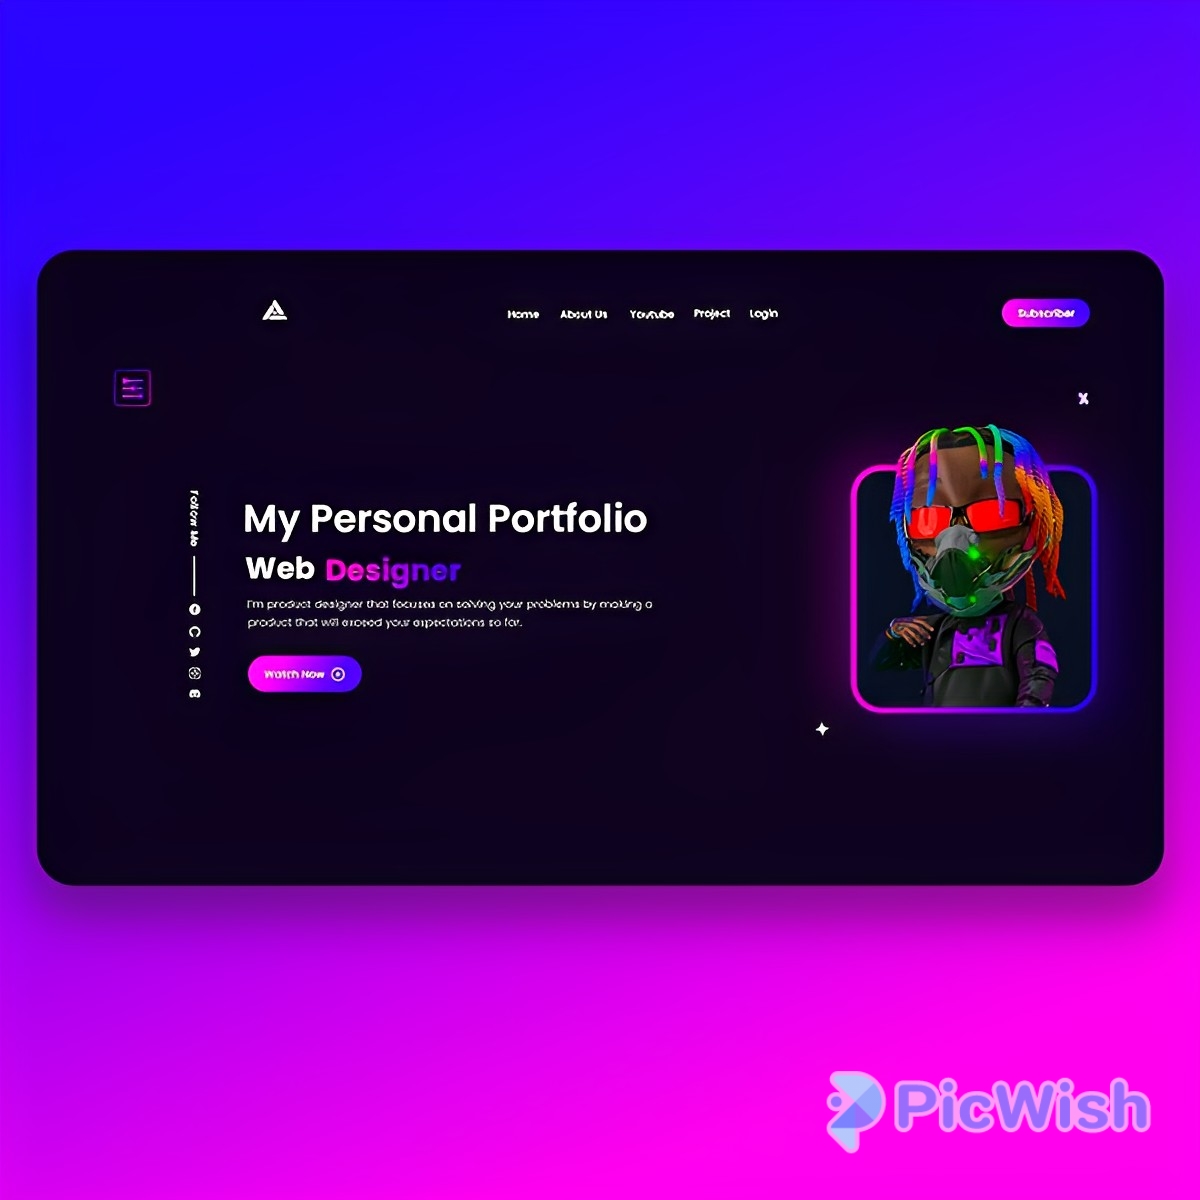 Home About Us Youtube Project Login
Subscriber
Follow Me
My Personal Portfolio
Web Designer
I'm product designer that focuses on solving your problems by making a
product that will exceed your expectations so far.
Watch Now
PicWish